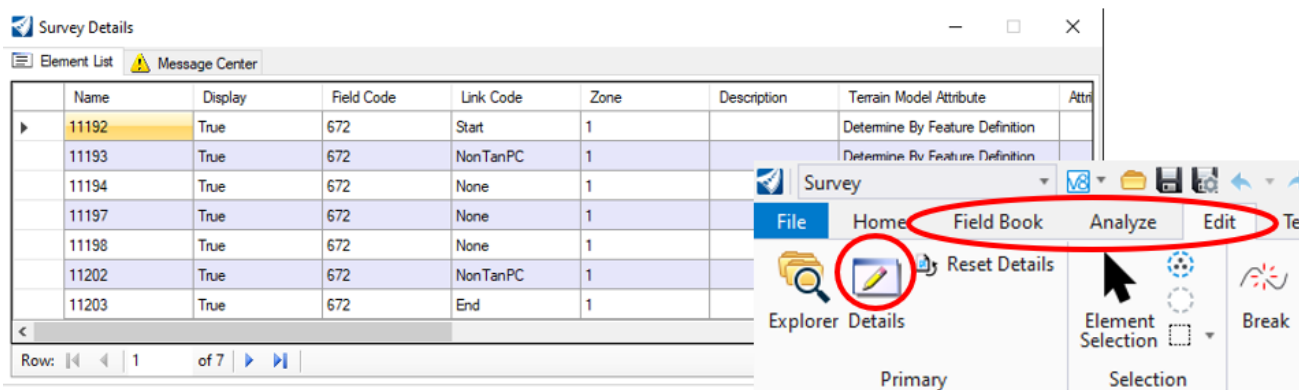 Survey Details
Element List Message Center
Name Display Field Code Link Code Zone Description Terrain Model Attribute Attri
11192 True 672 Start 1 Determine By Feature Definition
11193 True 672 NonTanPC 1 Determine By Feature Definition
11194 True 672 None 1
11197 True 672 None 1
11198 True 672 None 1
11202 True 672 NonTanPC 1
11203 True 672 End 1
Row: 1 of 7
Survey V8
File Home Field Book Analyze Edit Te
Reset Details
Explorer Details Element Selection Break
Primary Selection